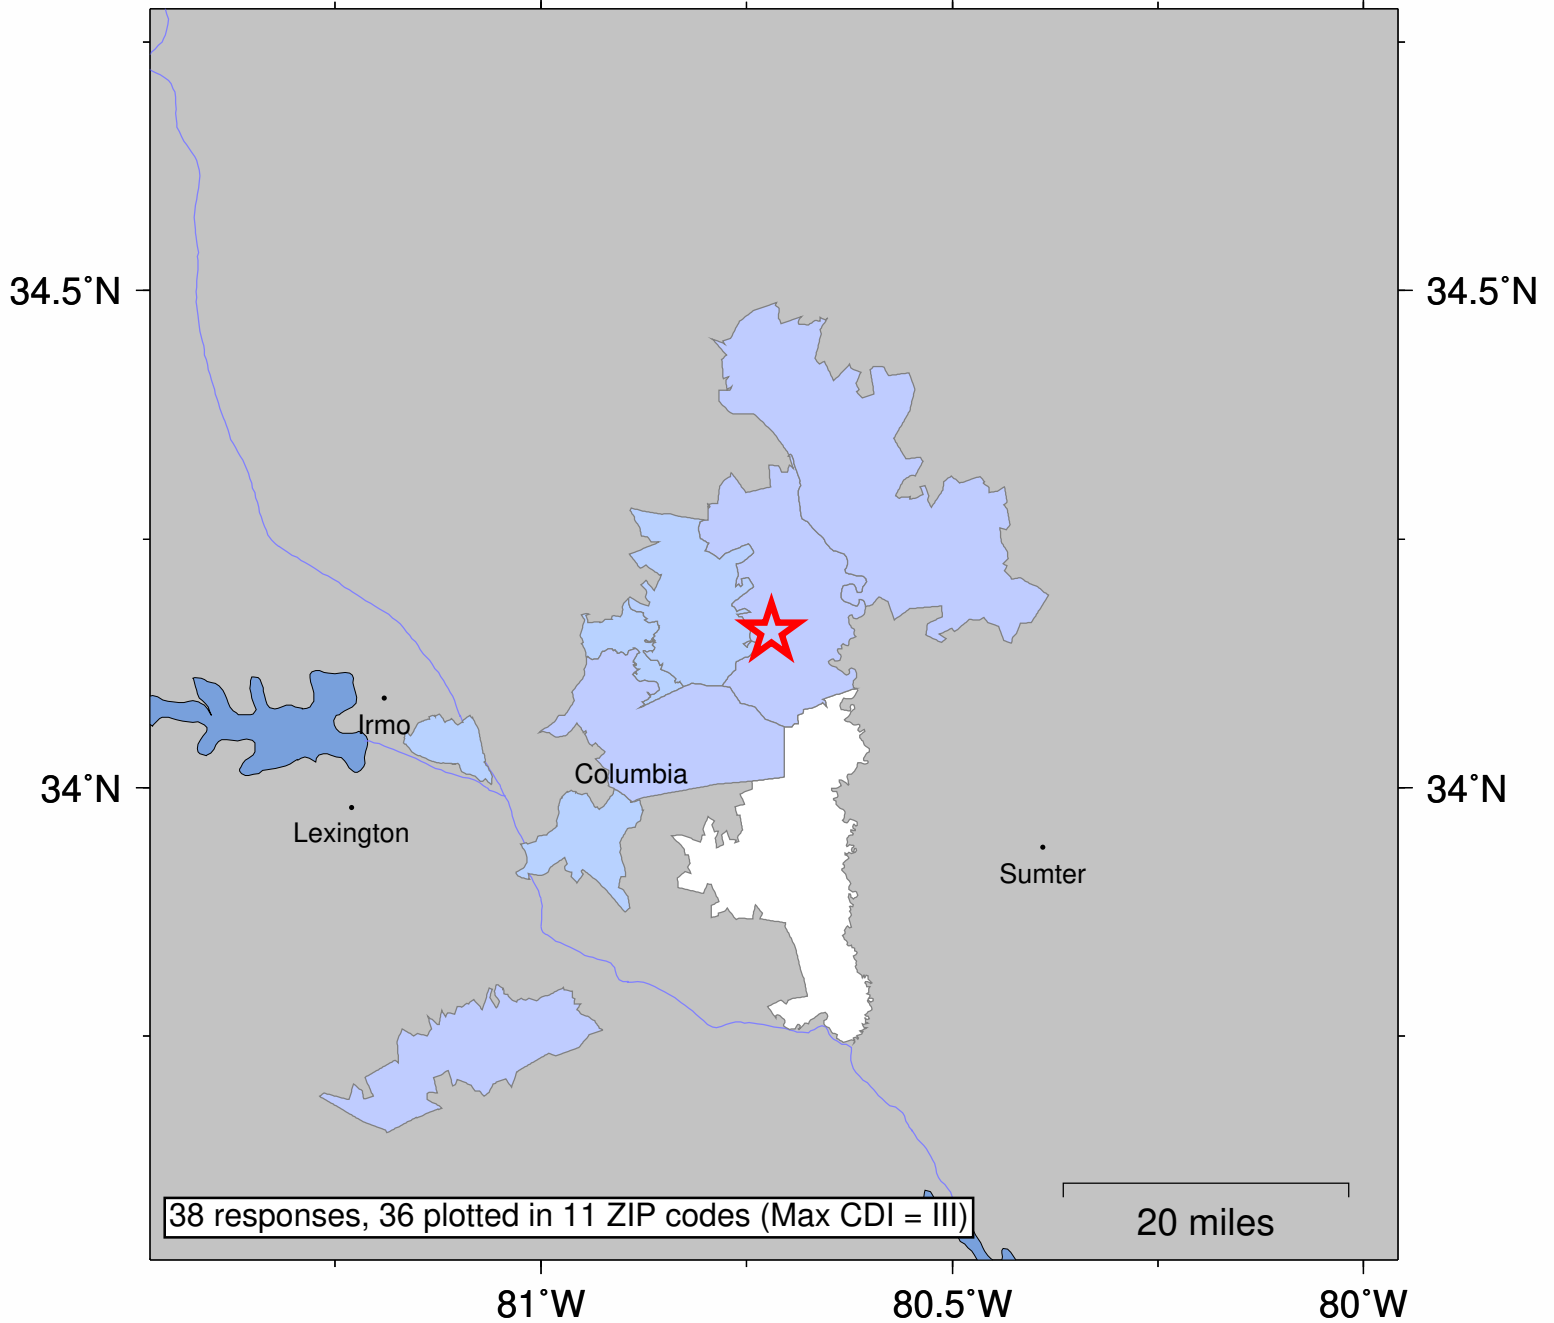 34.5˚N
34.5˚N
Irmo
Columbia
34˚N
34˚N
Lexington
Sumter
38 responses, 36 plotted in 11 ZIP codes (Max CDI = III)
20 miles
81˚W
80.5˚W
80˚W